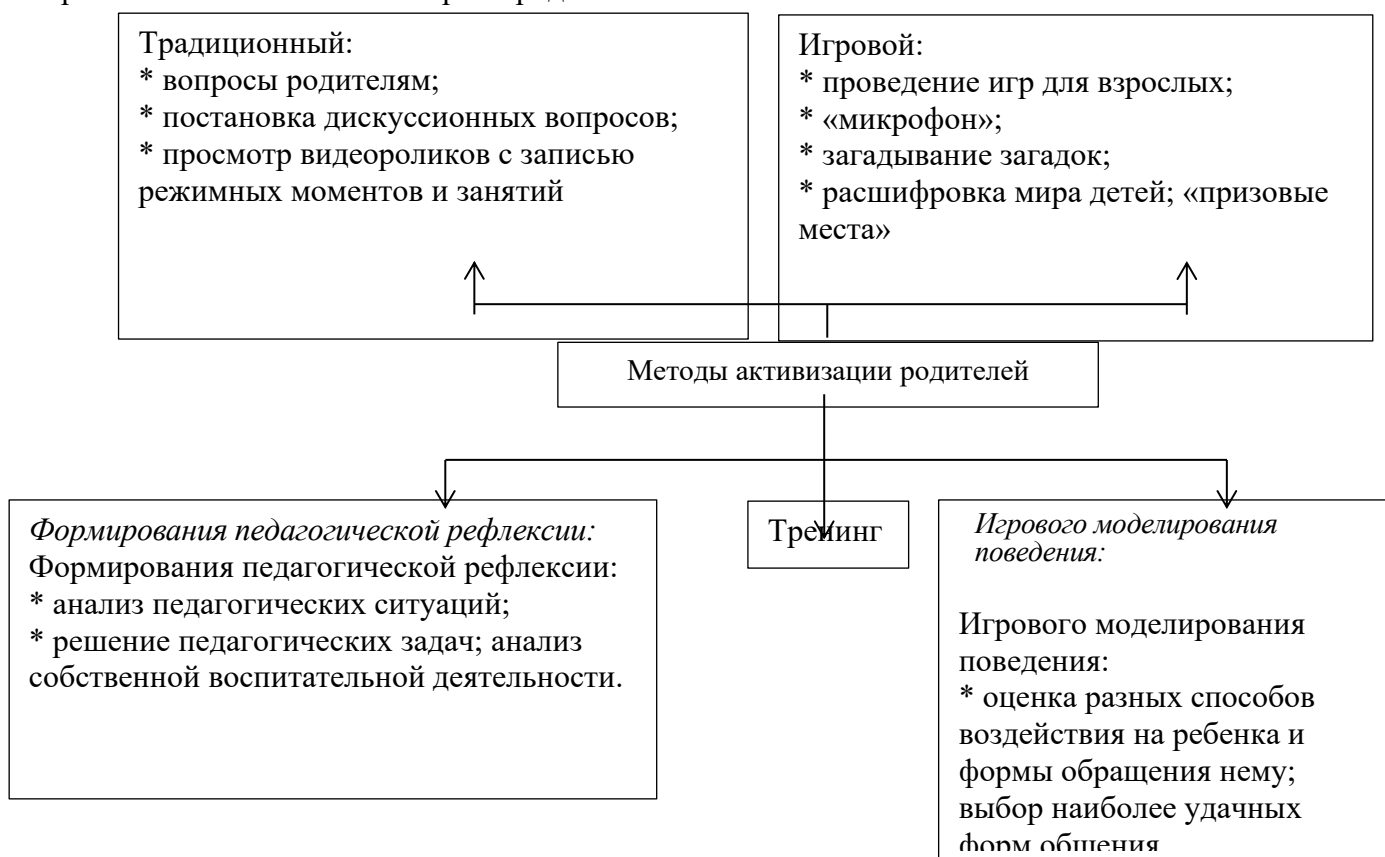 Традиционный:
* вопросы родителям;
* постановка дискуссионных вопросов;
* просмотр видеороликов с записью
режимных моментов и занятий
Игровой:
* проведение игр для взрослых;
* «микрофон»;
* загадывание загадок;
* расшифровка мира детей; «призовые
места»
Методы активизации родителей
Формирования педагогической рефлексии:
Формирования педагогической рефлексии:
* анализ педагогических ситуаций;
* решение педагогических задач; анализ
собственной воспитательной деятельности.
Тренинг
Игрового моделирования
поведения:
Игрового моделирования
поведения:
* оценка разных способов
воздействия на ребенка и
формы обращения нему;
выбор наиболее удачных
форм общения